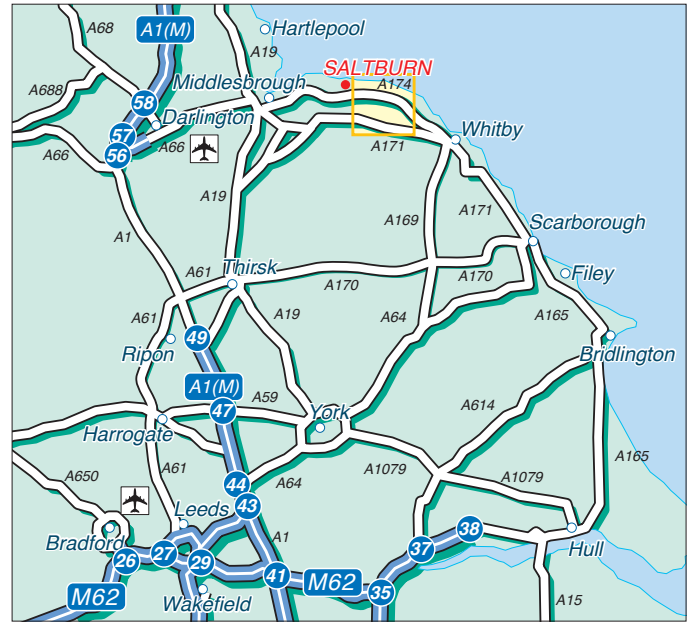 A68
A1(M)
A19
Hartlepool
SALTBURN
A688
Middlesbrough
A174
58
Darlington
57
A66
A66
56
A171
Whitby
A19
A169
A171
A1
Scarborough
A61
Thirsk
A170
A170
Filey
A61
A19
A64
A165
49
Ripon
Bridlington
A1(M)
A59
47
York
A614
Harrogate
A650
A61
A64
A1079
A1079
A165
44
43
Leeds
Bradford
A1
38
37
Hull
26
27
29
41
M62
35
M62
Wakefield
A15